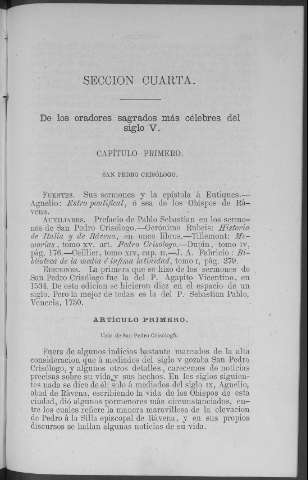 SECCION CUARTA.
De los oradores sagrados más célebres del
siglo V.
CAPÍTULO PRIMERO.
SAN PEDRO CRISÓLOGO.
FUENTES. Sus sermones y la epístola á Eutiques.—
Agnelio: Estro pontifical, ó sea de los Obispos de Rá-
vena.
AUXILIARES. Prefacio de Pablo Sebastian en los sermo-
nes de San Pedro Crisólogo.—Gerónimo Rubeis: Historia
de Italia y de Rávena, en once libros.—Tillemont: Me-
morias, tomo xv. art. Pedro Crisologo.—Dupin, tomo iv,
pág. 176.—Ceillier, tomo xiv, cap. II.—J. A. Fabricio: Bi-
blioteca de la media é ínfima latinidad, tomo I, pág. 279.
EDICIONES. La primera que se hizo de los sermones de
San Pedro Crisólogo fue la del P. Agapito Vicentino, en
1534. De esta edicion se hicieron diez en el espacio de un
siglo. Pero la mejor de todas es la del P. Sebastian Pablo,
Venecia, 1750.
ARTÍCULO PRIMERO.
Vida de San Pedro Crisólogo.
Fuera de algunos indicios bastante marcados de la alta
consideracion que á mediados del siglo v gozaba San Pedro
Crisólogo, y algunos otros detalles, carecemos de noticias
precisas sobre su vida y sus hechos. En los siglos siguien-
tes nada se dice de él: solo á mediados del siglo IX, Agnelio,
abad de Rávena, escribiendo la vida de los Obispos de esta
ciudad, dió algunos pormenores más circunstanciados, en-
tre los cuales refiere la manera maravillosa de la elevacion
de Pedro á la Silla episcopal de Rávena, y en sus propios
discursos se hallan algunas noticias de su vida.